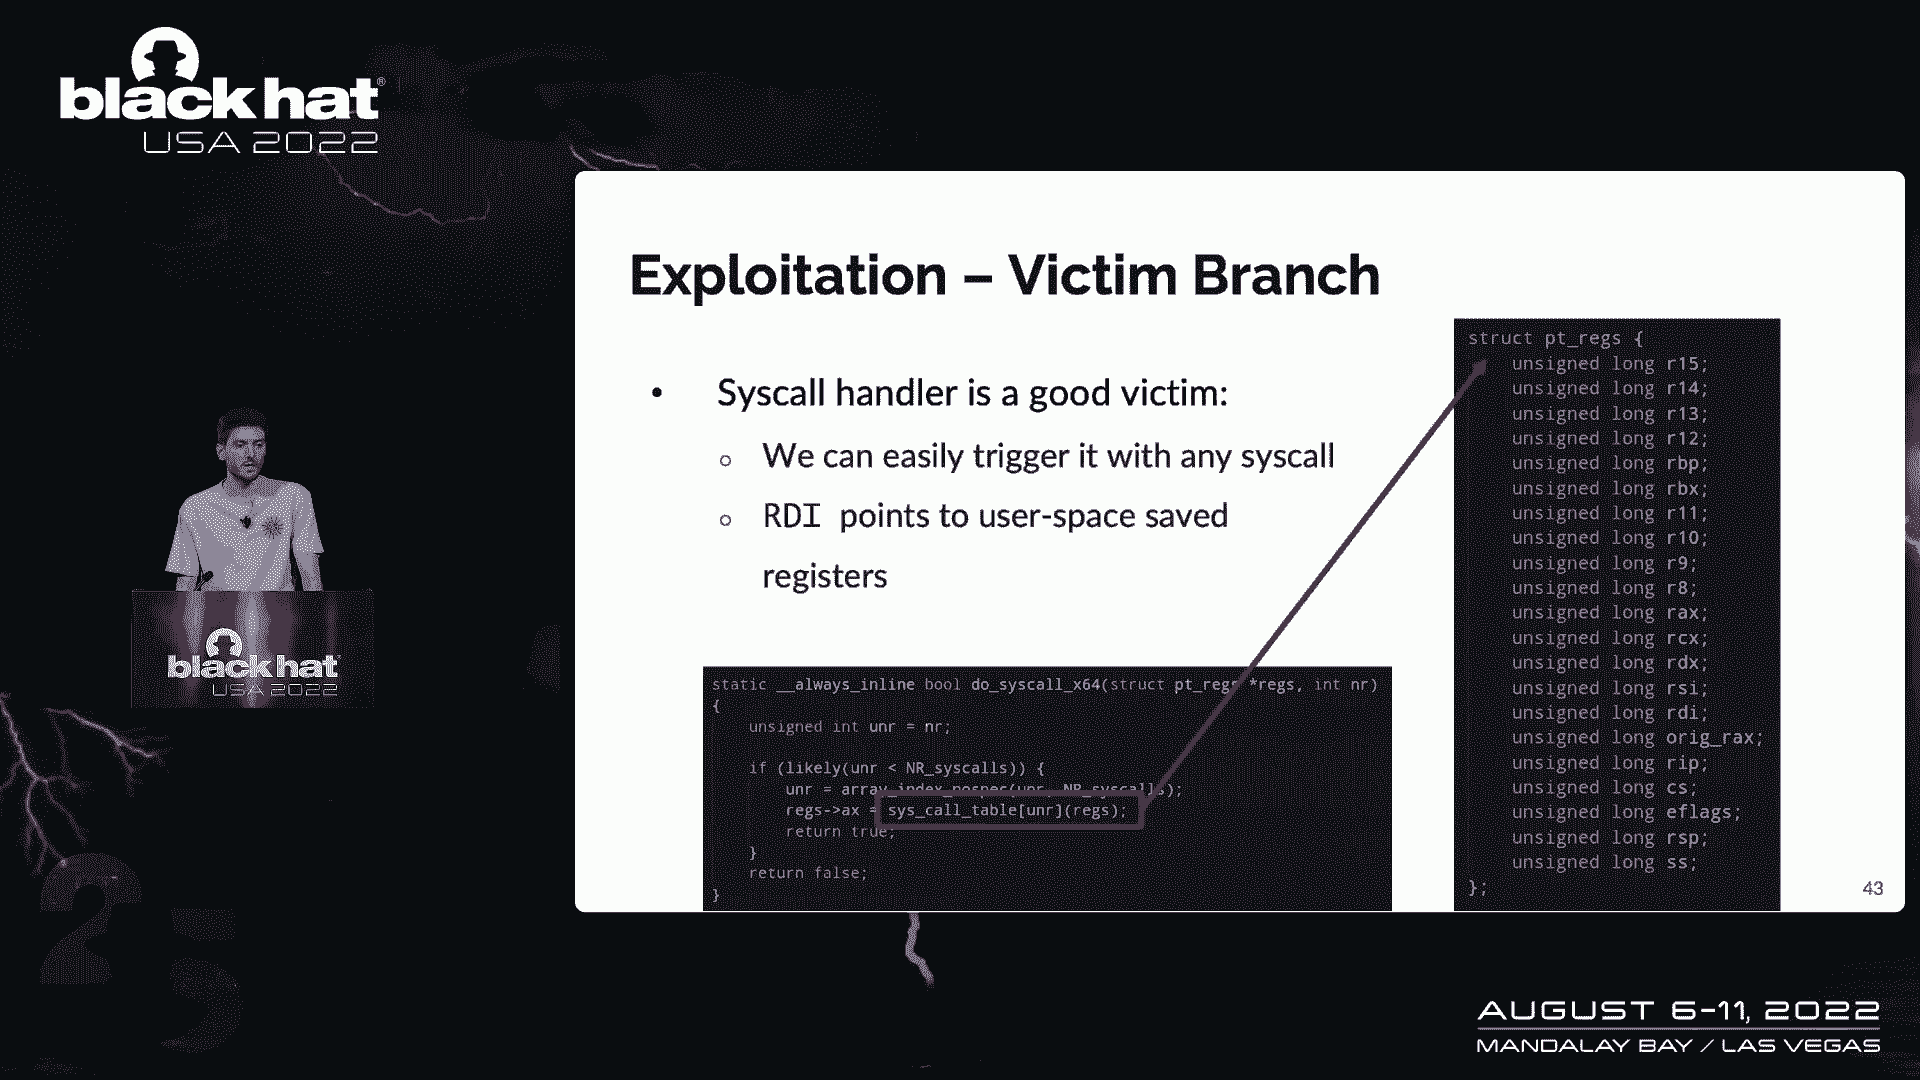 black hat®
USA 2022
Exploitation – Victim Branch
• Syscall handler is a good victim:
○ We can easily trigger it with any syscall
○ RDI points to user-space saved
registers
static __always_inline bool do_syscall_x64(struct pt_regs *regs, int nr)
{
unsigned int unr = nr;
if (likely(unr < NR_syscalls)) {
unr = array_index_nospec(unr, NR_syscalls);
regs->ax = sys_call_table[unr](regs);
return true;
}
return false;
}
struct pt_regs {
unsigned long r15;
unsigned long r14;
unsigned long r13;
unsigned long r12;
unsigned long rbp;
unsigned long rbx;
unsigned long r11;
unsigned long r10;
unsigned long r9;
unsigned long r8;
unsigned long rax;
unsigned long rcx;
unsigned long rdx;
unsigned long rsi;
unsigned long rdi;
unsigned long orig_rax;
unsigned long rip;
unsigned long cs;
unsigned long eflags;
unsigned long rsp;
unsigned long ss;
};
43
black hat
USA 2022
25
AUGUST 6-11, 2022
MANDALAY BAY / LAS VEGAS